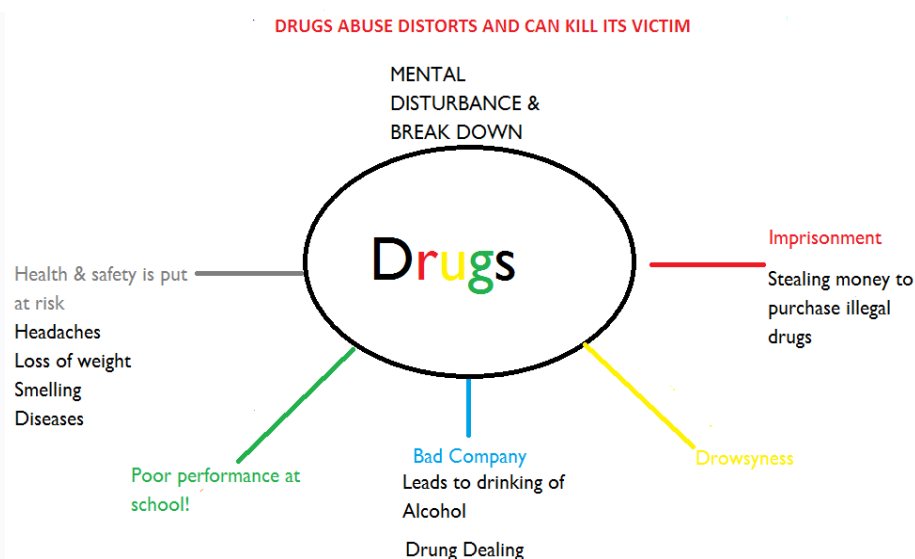 DRUGS ABUSE DISTORTS AND CAN KILL ITS VICTIM
MENTAL
DISTURBANCE &
BREAK DOWN
Drugs
Imprisonment
Stealing money to
purchase illegal
drugs
Health & safety is put
at risk
Headaches
Loss of weight
Smelling
Diseases
Poor performance at
school!
Bad Company
Leads to drinking of
Alcohol
Drung Dealing
Drowsyness